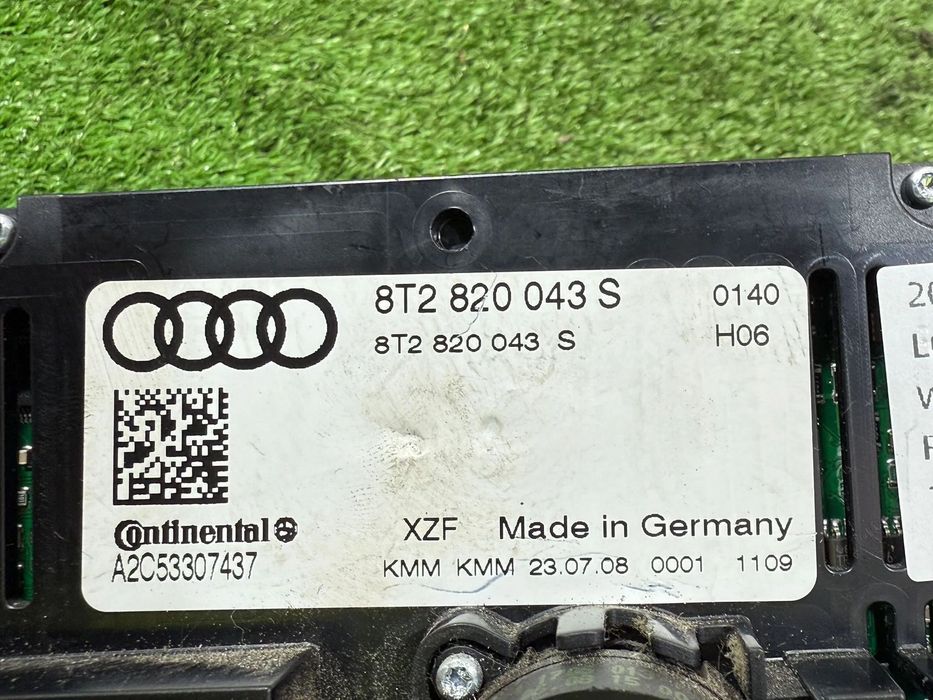 8T2 820 043 S 0140
8T2 820 043 S H06
Continental
A2C53307437
XZF Made in Germany
KMM KMM 23.07.08 0001 1109